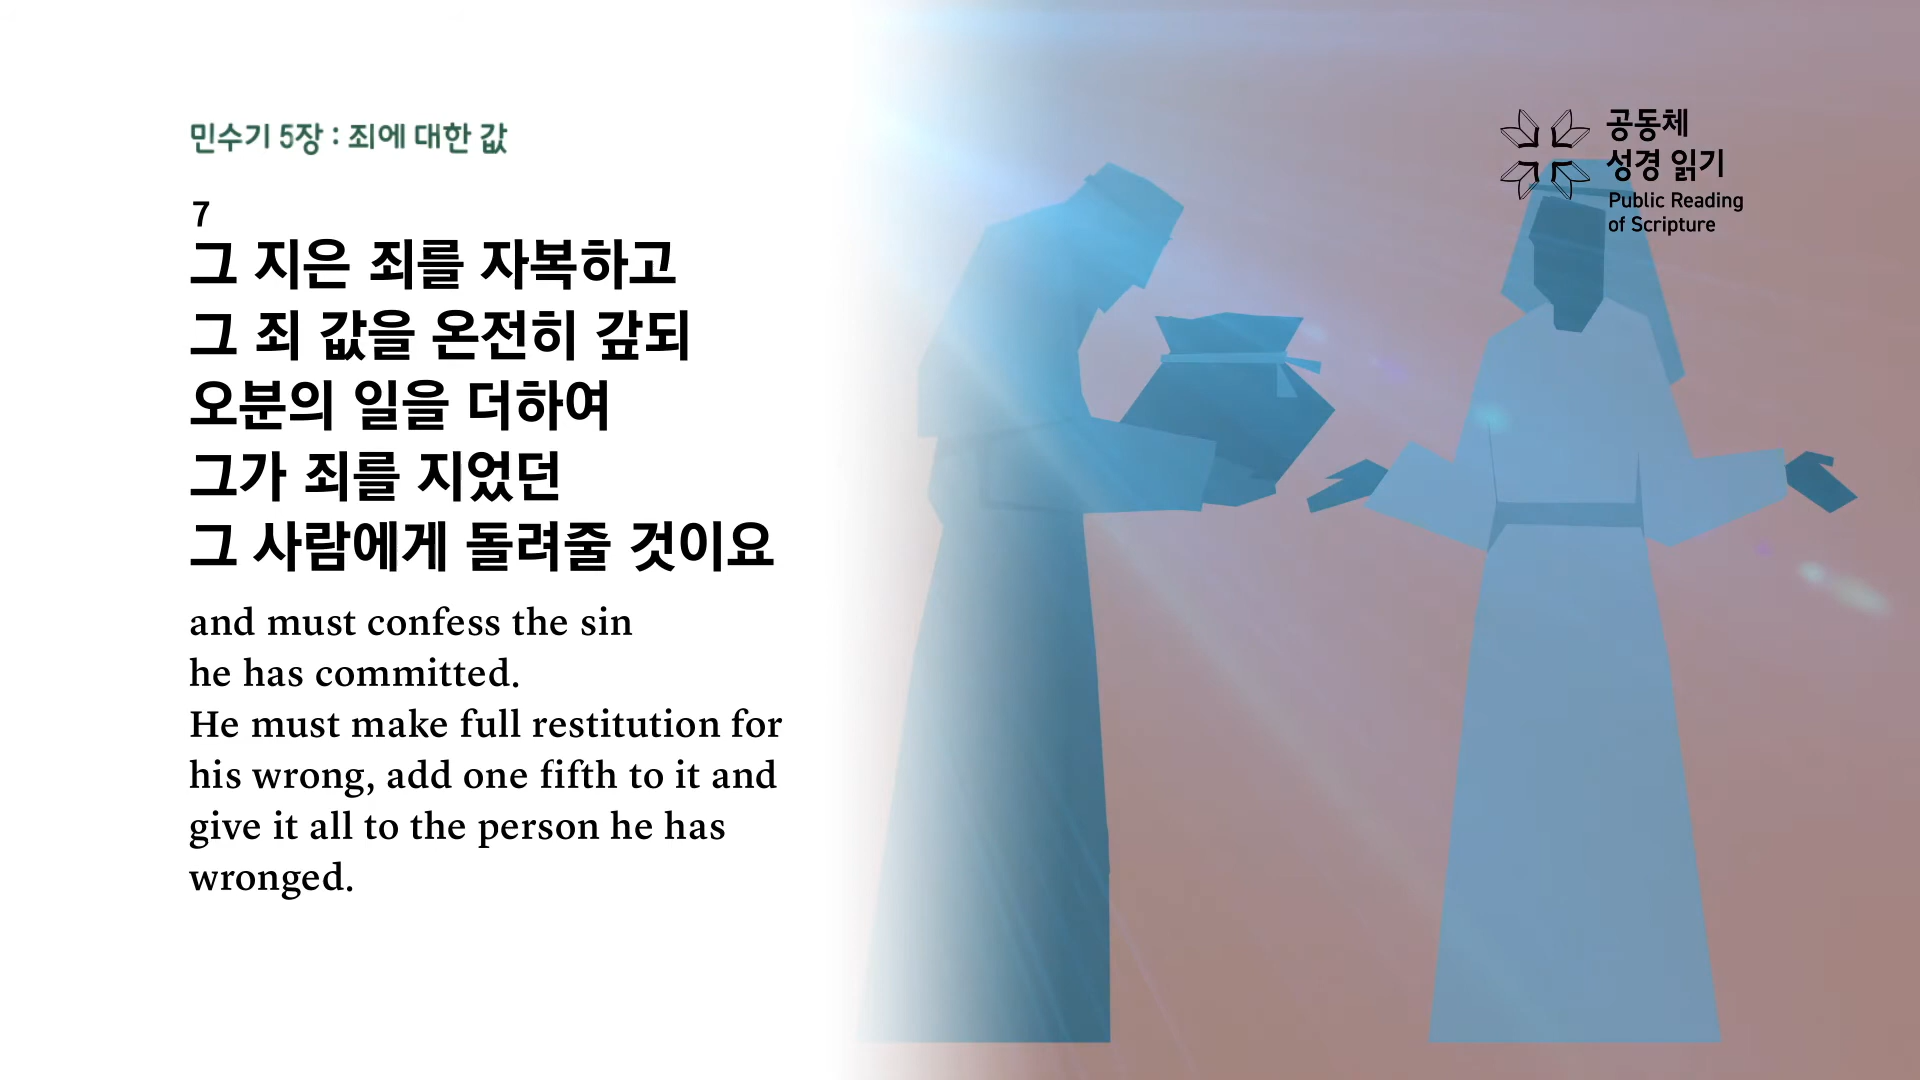 민수기 5장 : 죄에 대한 값
7
그 지은 죄를 자복하고
그 죄 값을 온전히 갚되
오분의 일을 더하여
그가 죄를 지었던
그 사람에게 돌려줄 것이요
and must confess the sin
he has committed.
He must make full restitution for
his wrong, add one fifth to it and
give it all to the person he has
wronged.
공동체
성경 읽기
Public Reading
of Scripture